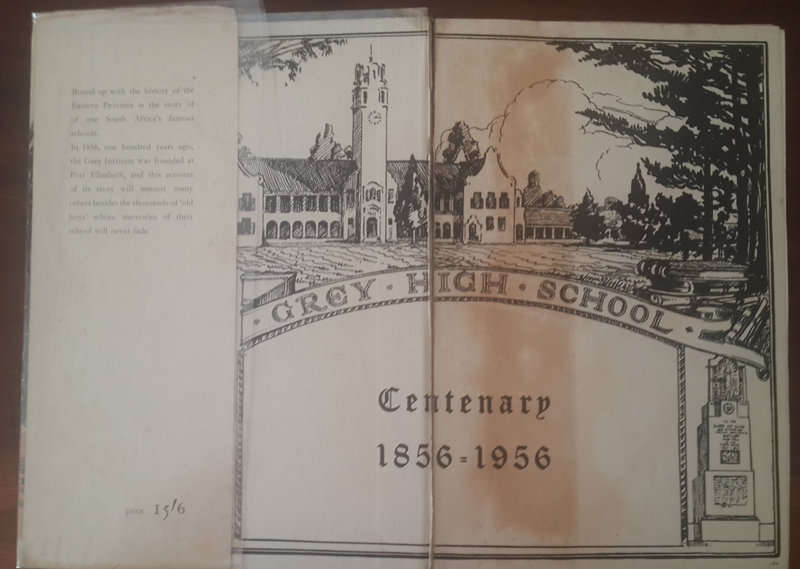 Bound up with the history of the
Eastern Province is the story of
of one South Africa's famous
schools.
In 1856, one hundred years ago,
the Grey Institute was founded at
Port Elizabeth, and this account
of its story will interest many
others besides the thousands of 'old
boys' whose memories of their
school will never fade.
price 15/6
· GREY · HIGH · SCHOOL ·
Centenary
1856=1956